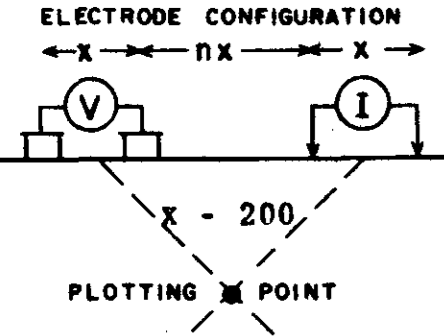 ELECTRODE CONFIGURATION
x nx x
V I
x - 200
PLOTTING POINT